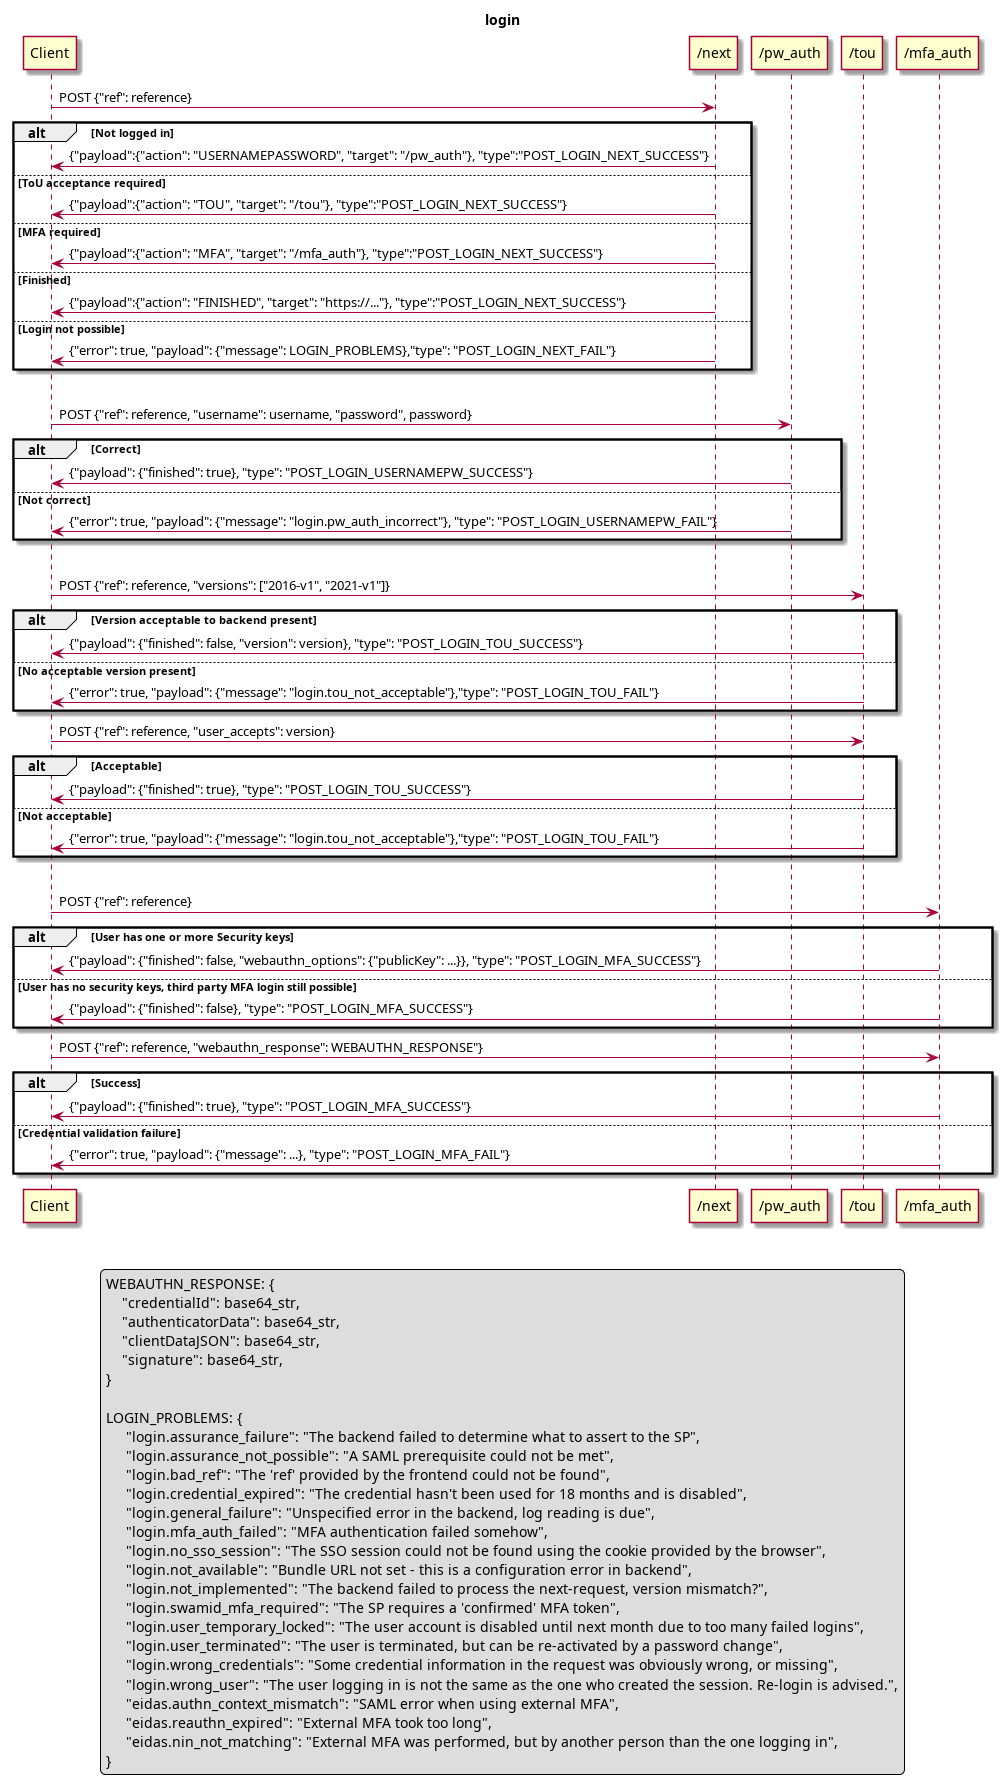 login
Client /next /pw_auth /tou /mfa_auth
POST {"ref": reference}
alt [Not logged in]
{"payload":{"action": "USERNAMEPASSWORD", "target": "/pw_auth"}, "type":"POST_LOGIN_NEXT_SUCCESS"}
[ToU acceptance required]
{"payload":{"action": "TOU", "target": "/tou"}, "type":"POST_LOGIN_NEXT_SUCCESS"}
[MFA required]
{"payload":{"action": "MFA", "target": "/mfa_auth"}, "type":"POST_LOGIN_NEXT_SUCCESS"}
[Finished]
{"payload":{"action": "FINISHED", "target": "https://..."}, "type":"POST_LOGIN_NEXT_SUCCESS"}
[Login not possible]
{"error": true, "payload": {"message": LOGIN_PROBLEMS},"type": "POST_LOGIN_NEXT_FAIL"}
POST {"ref": reference, "username": username, "password", password}
alt [Correct]
{"payload": {"finished": true}, "type": "POST_LOGIN_USERNAMEPW_SUCCESS"}
[Not correct]
{"error": true, "payload": {"message": "login.pw_auth_incorrect"}, "type": "POST_LOGIN_USERNAMEPW_FAIL"}
POST {"ref": reference, "versions": ["2016-v1", "2021-v1"]}
alt [Version acceptable to backend present]
{"payload": {"finished": false, "version": version}, "type": "POST_LOGIN_TOU_SUCCESS"}
[No acceptable version present]
{"error": true, "payload": {"message": "login.tou_not_acceptable"},"type": "POST_LOGIN_TOU_FAIL"}
POST {"ref": reference, "user_accepts": version}
alt [Acceptable]
{"payload": {"finished": true}, "type": "POST_LOGIN_TOU_SUCCESS"}
[Not acceptable]
{"error": true, "payload": {"message": "login.tou_not_acceptable"},"type": "POST_LOGIN_TOU_FAIL"}
POST {"ref": reference}
alt [User has one or more Security keys]
{"payload": {"finished": false, "webauthn_options": {"publicKey": ...}}, "type": "POST_LOGIN_MFA_SUCCESS"}
[User has no security keys, third party MFA login still possible]
{"payload": {"finished": false}, "type": "POST_LOGIN_MFA_SUCCESS"}
POST {"ref": reference, "webauthn_response": WEBAUTHN_RESPONSE"}
alt [Success]
{"payload": {"finished": true}, "type": "POST_LOGIN_MFA_SUCCESS"}
[Credential validation failure]
{"error": true, "payload": {"message": ...}, "type": "POST_LOGIN_MFA_FAIL"}
Client /next /pw_auth /tou /mfa_auth
WEBAUTHN_RESPONSE: {
"credentialId": base64_str,
"authenticatorData": base64_str,
"clientDataJSON": base64_str,
"signature": base64_str,
}
LOGIN_PROBLEMS: {
"login.assurance_failure": "The backend failed to determine what to assert to the SP",
"login.assurance_not_possible": "A SAML prerequisite could not be met",
"login.bad_ref": "The 'ref' provided by the frontend could not be found",
"login.credential_expired": "The credential hasn't been used for 18 months and is disabled",
"login.general_failure": "Unspecified error in the backend, log reading is due",
"login.mfa_auth_failed": "MFA authentication failed somehow",
"login.no_sso_session": "The SSO session could not be found using the cookie provided by the browser",
"login.not_available": "Bundle URL not set - this is a configuration error in backend",
"login.not_implemented": "The backend failed to process the next-request, version mismatch?",
"login.swamid_mfa_required": "The SP requires a 'confirmed' MFA token",
"login.user_temporary_locked": "The user account is disabled until next month due to too many failed logins",
"login.user_terminated": "The user is terminated, but can be re-activated by a password change",
"login.wrong_credentials": "Some credential information in the request was obviously wrong, or missing",
"login.wrong_user": "The user logging in is not the same as the one who created the session. Re-login is advised.",
"eidas.authn_context_mismatch": "SAML error when using external MFA",
"eidas.reauthn_expired": "External MFA took too long",
"eidas.nin_not_matching": "External MFA was performed, but by another person than the one logging in",
}